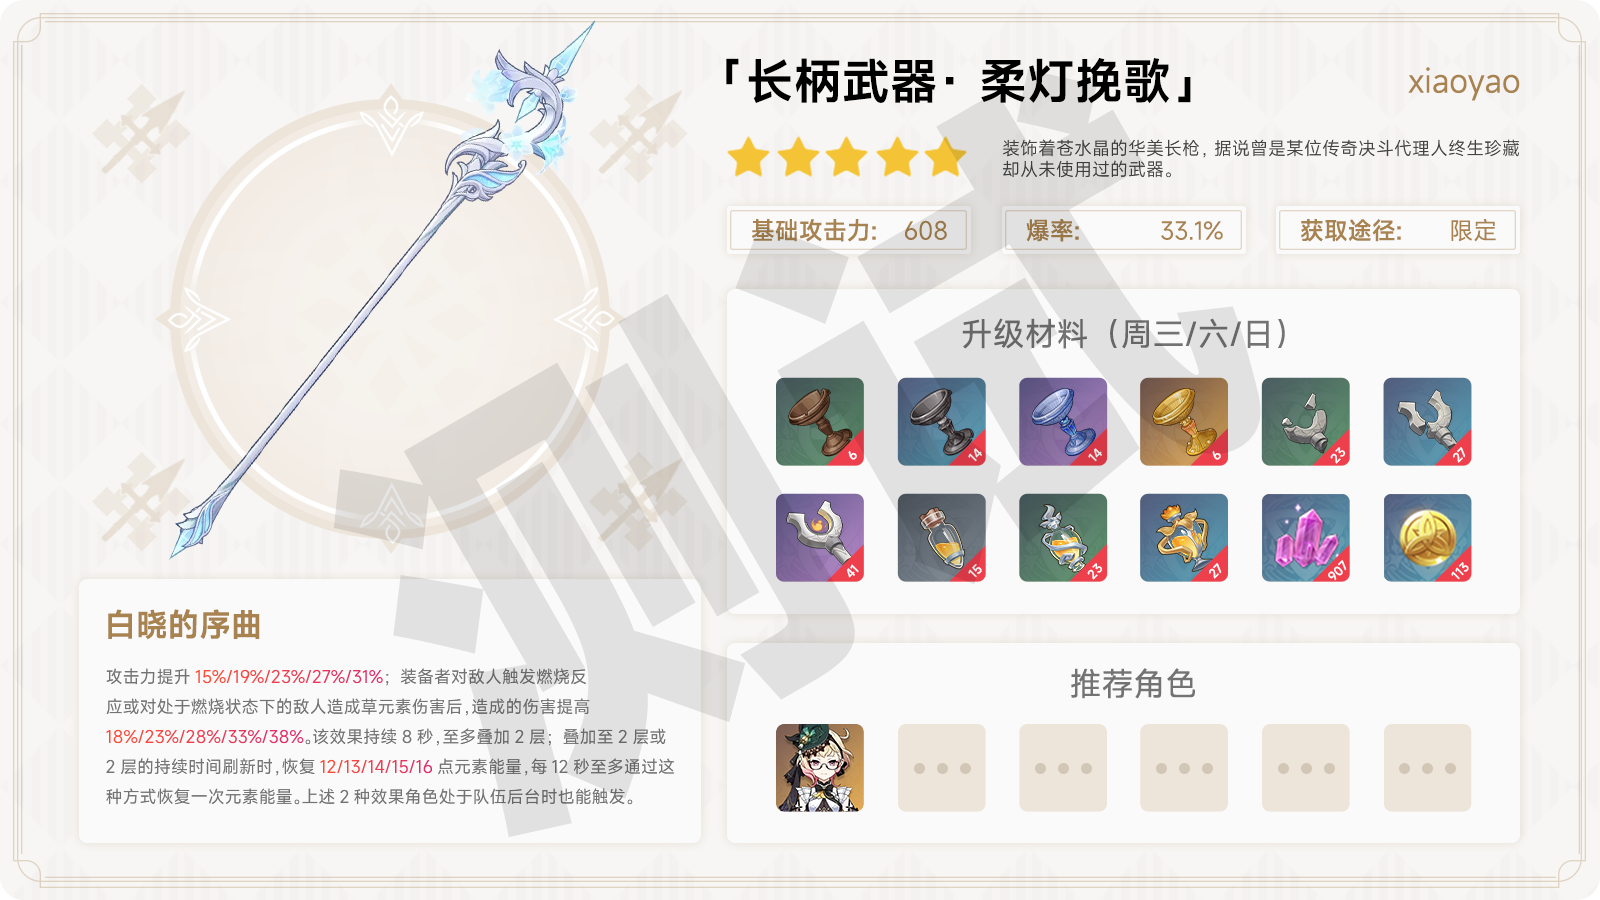 「长柄武器· 柔灯挽歌」
xiaoyao
装饰着苍水晶的华美长枪，据说曾是某位传奇决斗代理人终生珍藏
却从未使用过的武器。
基础攻击力: 608
爆率: 33.1%
获取途径: 限定
升级材料（周三/六/日）
6 14 14 6 23 27
41 15 23 27 907 113
白晓的序曲
攻击力提升 15%/19%/23%/27%/31%；装备者对敌人触发燃烧反
应或对处于燃烧状态下的敌人造成草元素伤害后,造成的伤害提高
18%/23%/28%/33%/38%。该效果持续 8 秒,至多叠加 2 层；叠加至 2 层或
2 层的持续时间刷新时,恢复 12/13/14/15/16 点元素能量,每 12 秒至多通过这
种方式恢复一次元素能量。上述 2 种效果角色处于队伍后台时也能触发。
推荐角色
测试